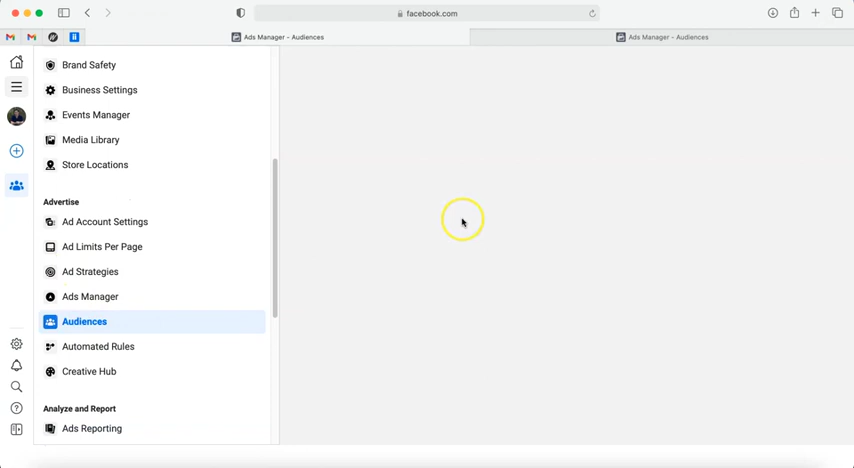 facebook.com
Ads Manager - Audiences
Ads Manager - Audiences
Brand Safety
Business Settings
Events Manager
Media Library
Store Locations
Advertise
Ad Account Settings
Ad Limits Per Page
Ad Strategies
Ads Manager
Audiences
Automated Rules
Creative Hub
Analyze and Report
Ads Reporting